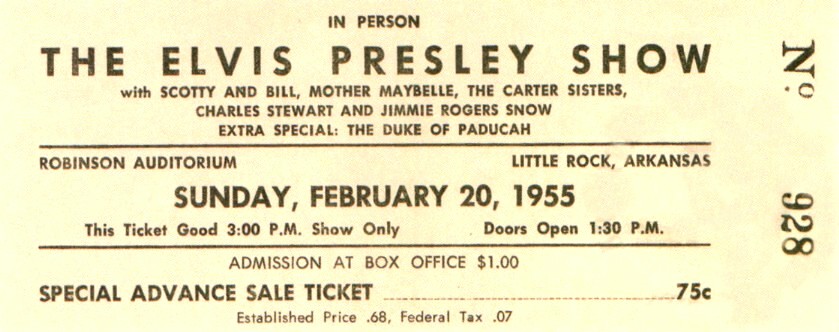 IN PERSON
THE ELVIS PRESLEY SHOW
with SCOTTY AND BILL, MOTHER MAYBELLE, THE CARTER SISTERS,
CHARLES STEWART AND JIMMIE ROGERS SNOW
EXTRA SPECIAL: THE DUKE OF PADUCAH
ROBINSON AUDITORIUM LITTLE ROCK, ARKANSAS
SUNDAY, FEBRUARY 20, 1955
This Ticket Good 3:00 P.M. Show Only Doors Open 1:30 P.M.
ADMISSION AT BOX OFFICE $1.00
SPECIAL ADVANCE SALE TICKET 75c
Established Price .68, Federal Tax .07
No. 928